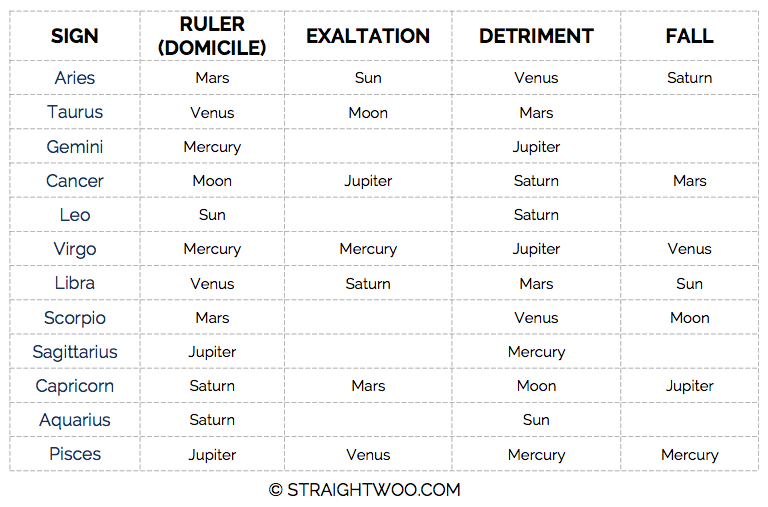 SIGN RULER (DOMICILE) EXALTATION DETRIMENT FALL
Aries Mars Sun Venus Saturn
Taurus Venus Moon Mars
Gemini Mercury Jupiter
Cancer Moon Jupiter Saturn Mars
Leo Sun Saturn
Virgo Mercury Mercury Jupiter Venus
Libra Venus Saturn Mars Sun
Scorpio Mars Venus Moon
Sagittarius Jupiter Mercury
Capricorn Saturn Mars Moon Jupiter
Aquarius Saturn Sun
Pisces Jupiter Venus Mercury Mercury
© STRAIGHTWOO.COM